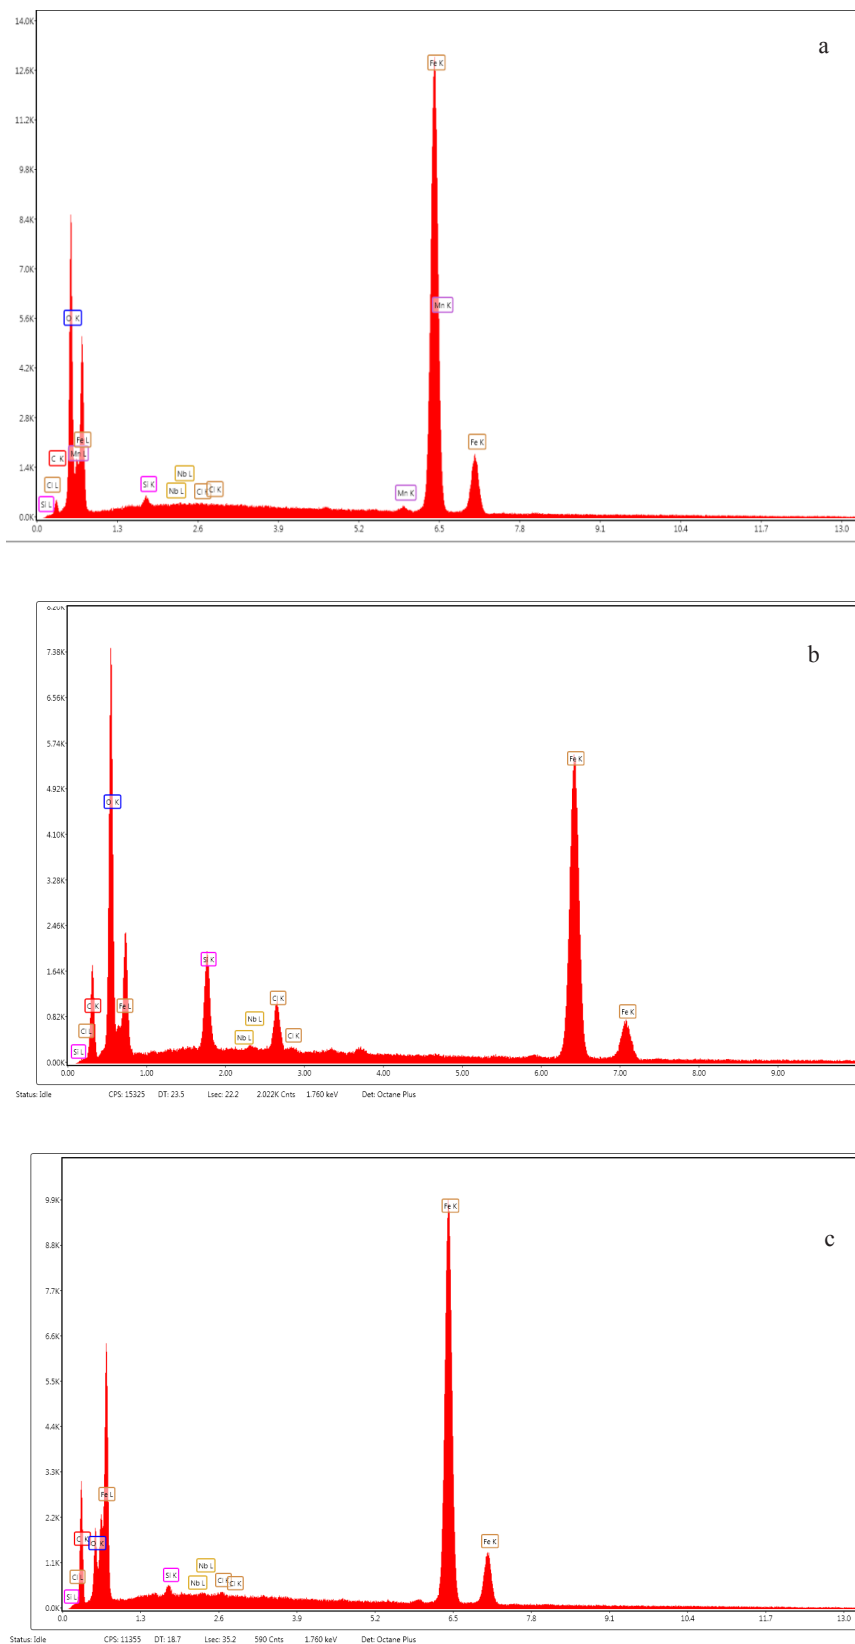 a
14.0K
12.6K
11.2K
9.8K
8.4K
7.0K
5.6K
4.2K
2.8K
1.4K
0.0K
Fe K
Mn K
O K
Fe L
Mn L
C K
Cl L
Si L
Si K
Nb L
Nb L
Cl K
Cl K
Mn K
Fe K
0.0 1.3 2.6 3.9 5.2 6.5 7.8 9.1 10.4 11.7 13.0
b
8.20K
7.38K
6.56K
5.74K
4.92K
4.10K
3.28K
2.46K
1.64K
0.82K
0.00K
Fe K
O K
Si K
C K
Fe L
Cl K
Nb L
Cl L
Nb L
Cl K
Fe K
Si L
0.00 1.00 2.00 3.00 4.00 5.00 6.00 7.00 8.00 9.00
Status: Idle CPS: 15325 DT: 23.5 Lsec: 22.2 2.022K Cnts 1.760 keV Det: Octane Plus
c
9.9K
8.8K
7.7K
6.6K
5.5K
4.4K
3.3K
2.2K
1.1K
0.0K
Fe K
Fe L
C K
O K
Cl L
Si L
Si K
Nb L
Nb L
Cl K
Cl K
Fe K
0.0 1.3 2.6 3.9 5.2 6.5 7.8 9.1 10.4 11.7 13.0
Status: Idle CPS: 11355 DT: 18.7 Lsec: 35.2 590 Cnts 1.760 keV Det: Octane Plus